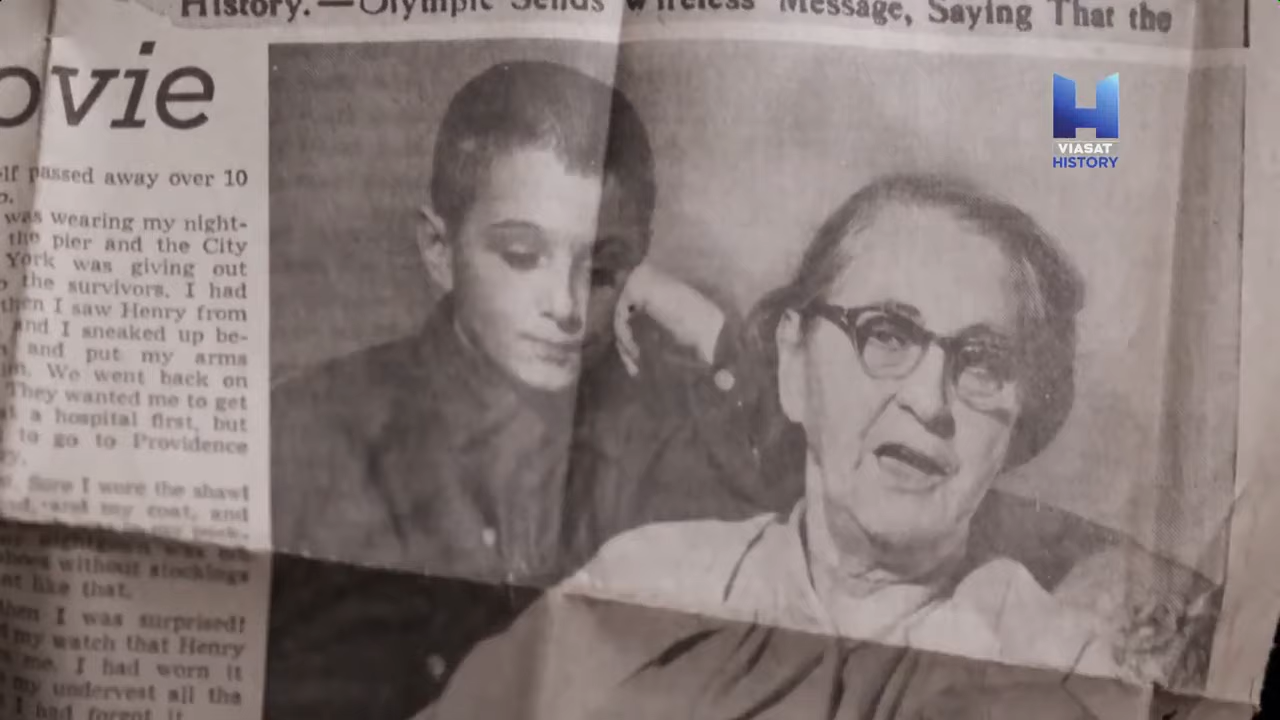 History.—Olympic Sends Wireless Message, Saying That the
ovie
VIASAT
HISTORY
lf passed away over 10
was wearing my night-
the pier and the City
York was giving out
the survivors. I had
then I saw Henry from
and I sneaked up be-
and put my arms
We went back on
They wanted me to get
a hospital first, but
to go to Providence
Sure I wore the shawl
and my coat, and
without stockings
like that.
I was surprised!
my watch that Henry
me. I had worn it
my undervest all the
I had forgot it